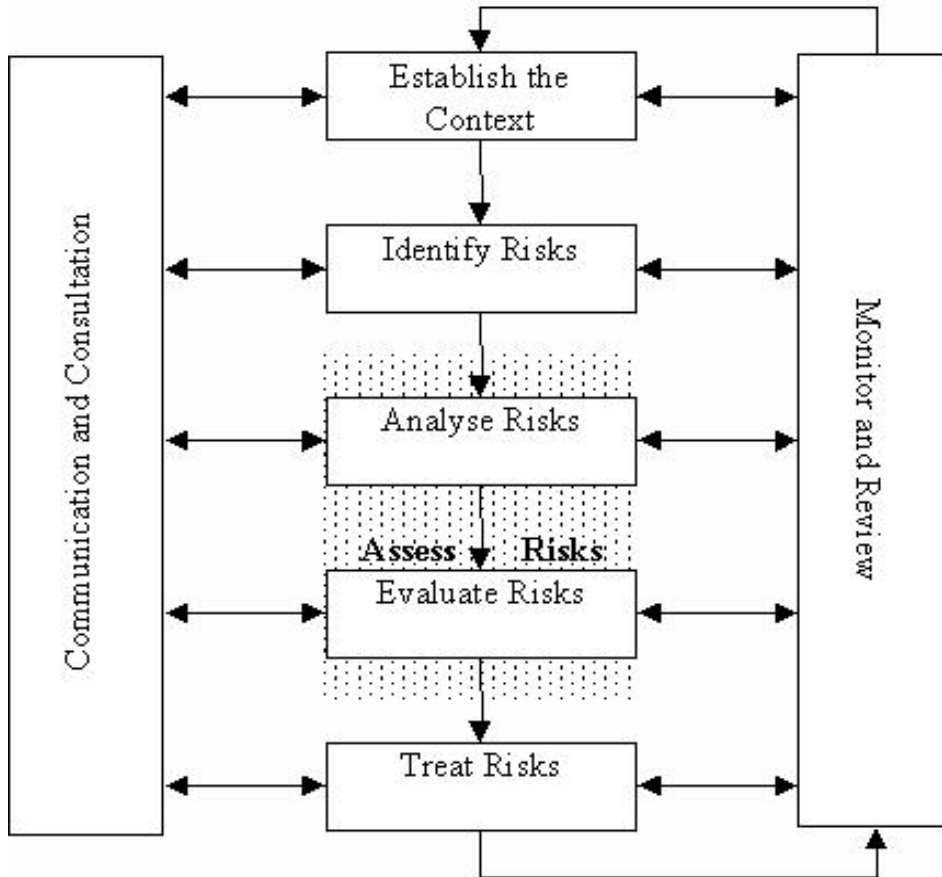 Communication and Consultation
Establish the
Context
Identify Risks
Analyse Risks
Assess Risks
Evaluate Risks
Treat Risks
Monitor and Review